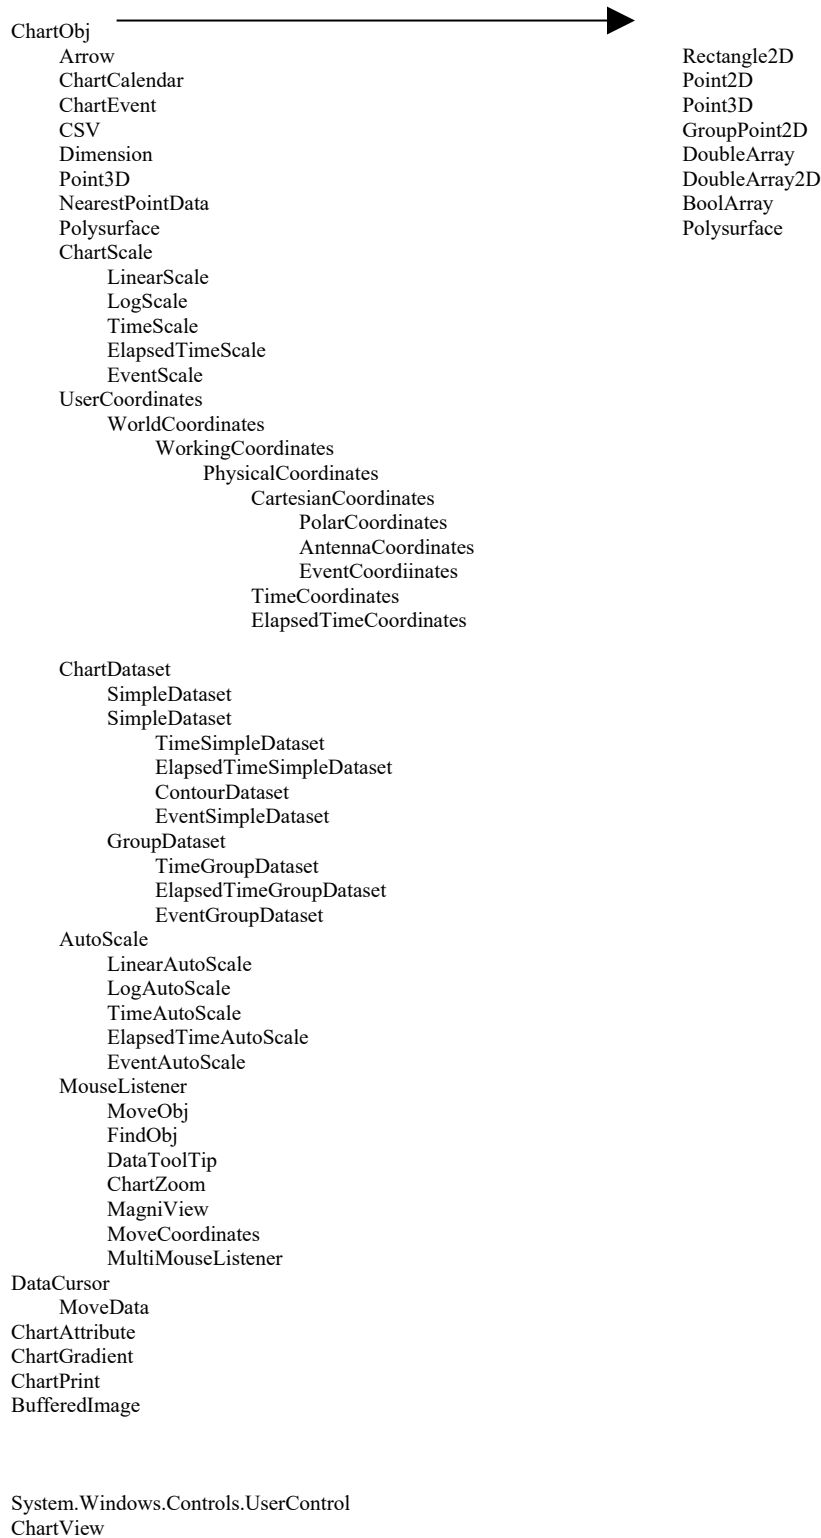 ChartObj
Arrow
ChartCalendar
ChartEvent
CSV
Dimension
Point3D
NearestPointData
Polysurface
ChartScale
LinearScale
LogScale
TimeScale
ElapsedTimeScale
EventScale
UserCoordinates
WorldCoordinates
WorkingCoordinates
PhysicalCoordinates
CartesianCoordinates
PolarCoordinates
AntennaCoordinates
EventCoordiinates
TimeCoordinates
ElapsedTimeCoordinates
ChartDataset
SimpleDataset
SimpleDataset
TimeSimpleDataset
ElapsedTimeSimpleDataset
ContourDataset
EventSimpleDataset
GroupDataset
TimeGroupDataset
ElapsedTimeGroupDataset
EventGroupDataset
AutoScale
LinearAutoScale
LogAutoScale
TimeAutoScale
ElapsedTimeAutoScale
EventAutoScale
MouseListener
MoveObj
FindObj
DataToolTip
ChartZoom
MagniView
MoveCoordinates
MultiMouseListener
DataCursor
MoveData
ChartAttribute
ChartGradient
ChartPrint
BufferedImage
System.Windows.Controls.UserControl
ChartView
Rectangle2D
Point2D
Point3D
GroupPoint2D
DoubleArray
DoubleArray2D
BoolArray
Polysurface